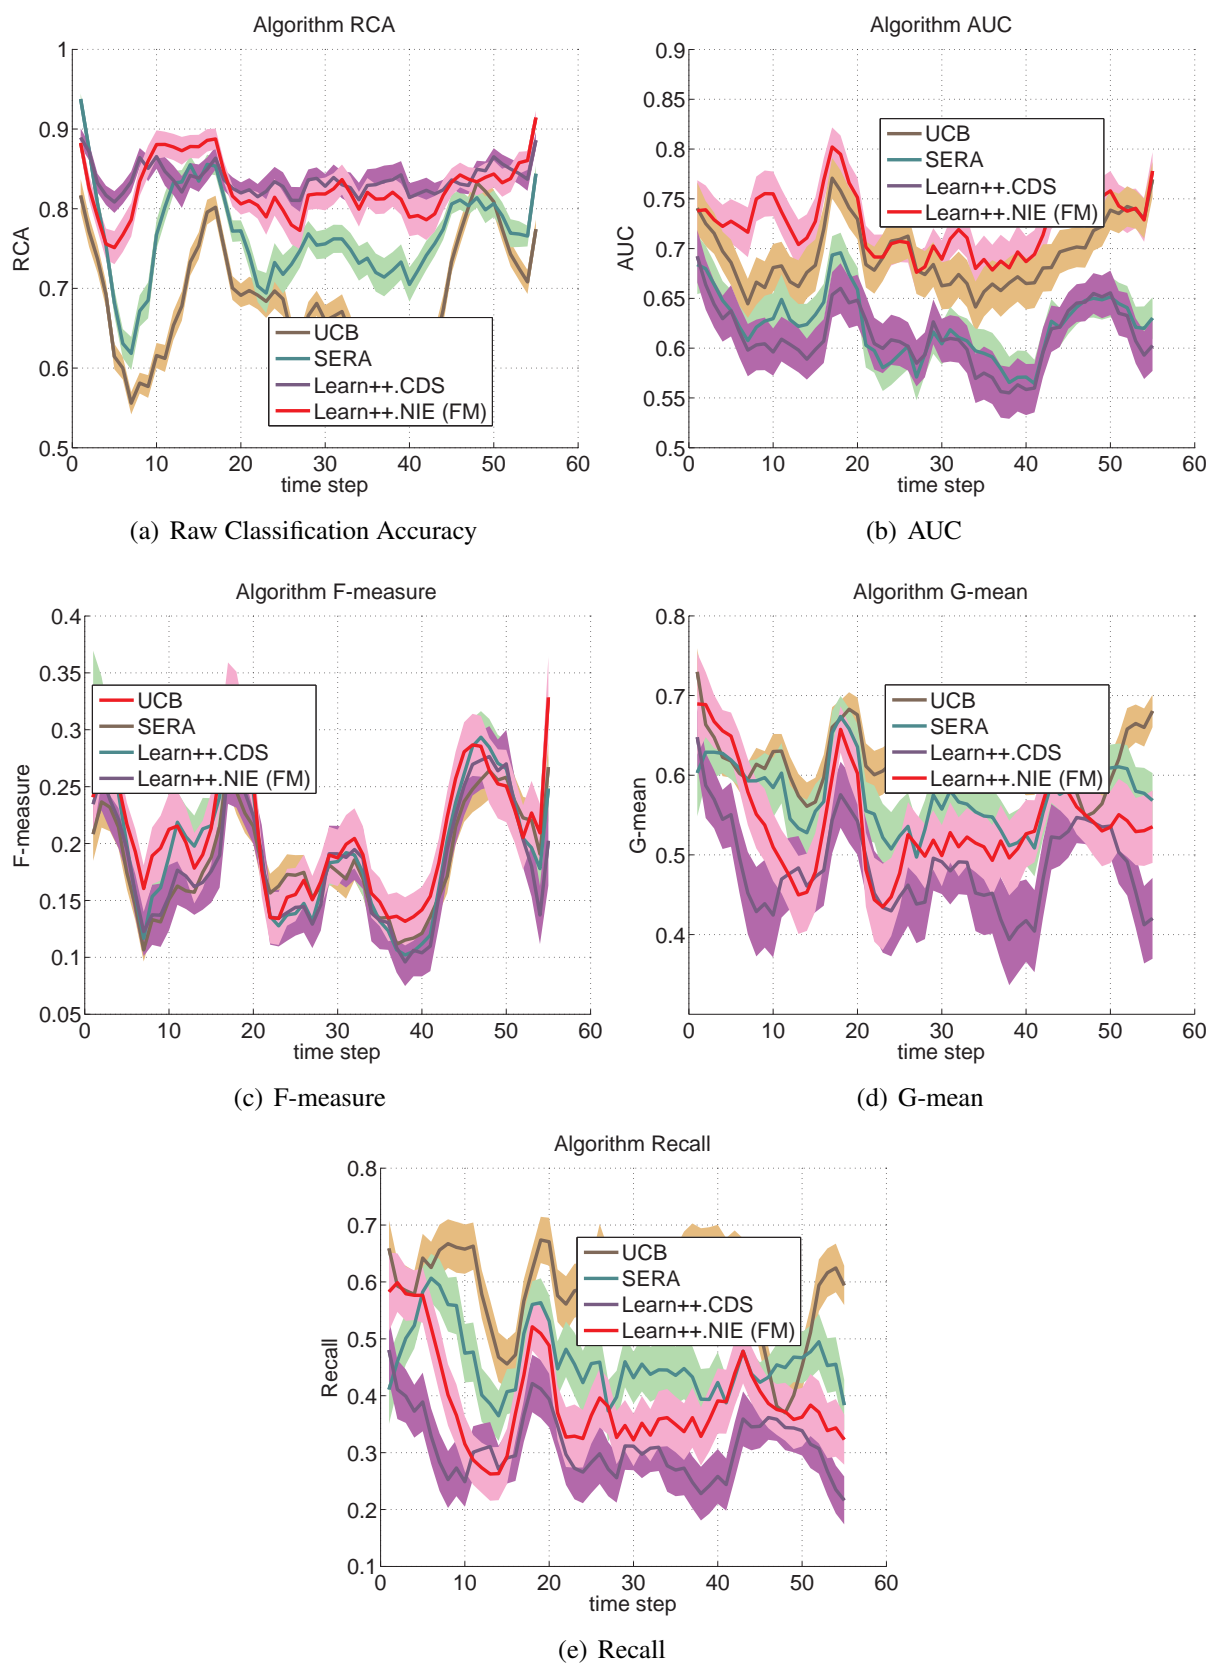 Algorithm RCA
1
0.9
0.8
0.7
0.6
0.5
RCA
UCB
SERA
Learn++.CDS
Learn++.NIE (FM)
0 10 20 30 40 50 60
time step
(a) Raw Classification Accuracy
Algorithm AUC
0.9
0.85
0.8
0.75
0.7
0.65
0.6
0.55
0.5
AUC
UCB
SERA
Learn++.CDS
Learn++.NIE (FM)
0 10 20 30 40 50 60
time step
(b) AUC
Algorithm F-measure
0.4
0.35
0.3
0.25
0.2
0.15
0.1
0.05
F-measure
UCB
SERA
Learn++.CDS
Learn++.NIE (FM)
0 10 20 30 40 50 60
time step
(c) F-measure
Algorithm G-mean
0.8
0.7
0.6
0.5
0.4
G-mean
UCB
SERA
Learn++.CDS
Learn++.NIE (FM)
0 10 20 30 40 50 60
time step
(d) G-mean
Algorithm Recall
0.8
0.7
0.6
0.5
0.4
0.3
0.2
0.1
Recall
UCB
SERA
Learn++.CDS
Learn++.NIE (FM)
0 10 20 30 40 50 60
time step
(e) Recall